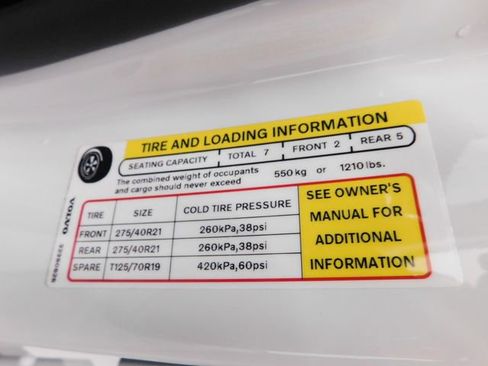 TIRE AND LOADING INFORMATION
SEATING CAPACITY TOTAL 7 FRONT 2 REAR 5
The combined weight of occupants
and cargo should never exceed 550 kg or 1210 lbs.
TIRE SIZE COLD TIRE PRESSURE
FRONT 275/40R21 260kPa,38psi
REAR 275/40R21 260kPa,38psi
SPARE T125/70R19 420kPa,60psi
SEE OWNER'S
MANUAL FOR
ADDITIONAL
INFORMATION
VOLVO